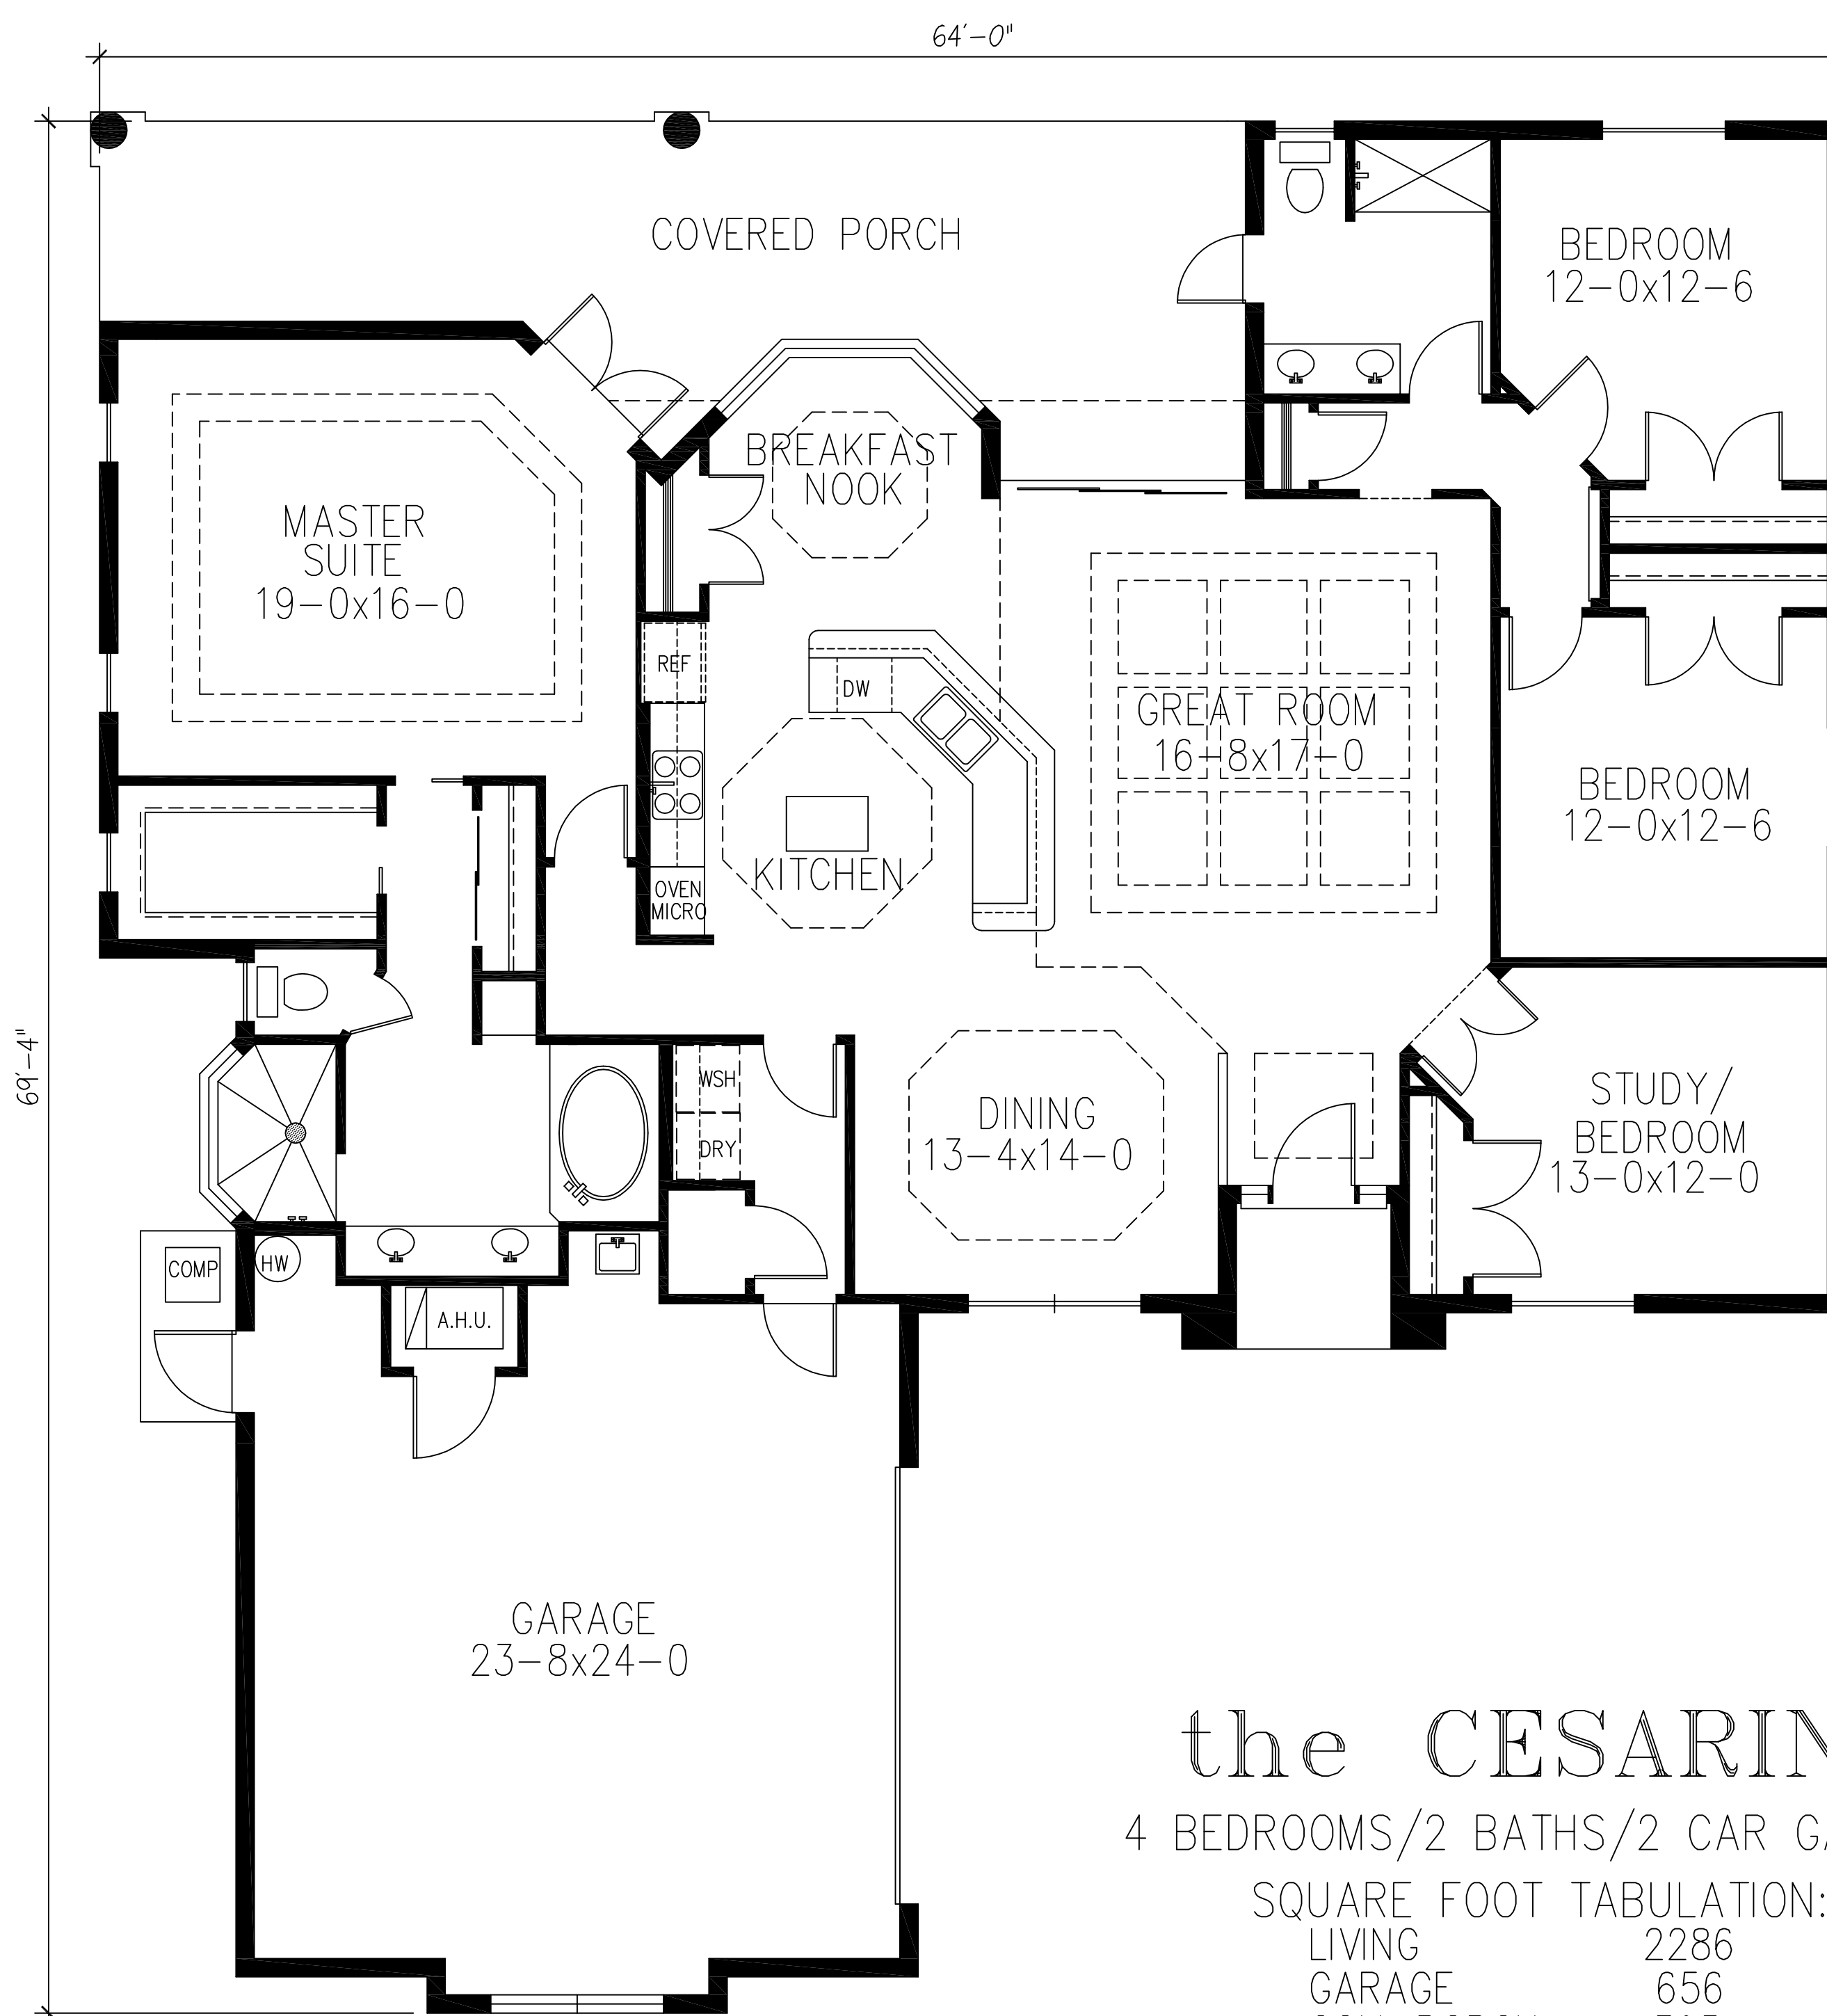 64'-0"
COVERED PORCH
BEDROOM
12-0x12-6
BREAKFAST
NOOK
MASTER
SUITE
19-0x16-0
REF
DW
GREAT ROOM
16-8x17-0
BEDROOM
12-0x12-6
KITCHEN
OVEN
MICRO
69'-4"
WSH
DRY
DINING
13-4x14-0
STUDY/
BEDROOM
13-0x12-0
COMP
HW
A.H.U.
GARAGE
23-8x24-0
the CESARIN
4 BEDROOMS/2 BATHS/2 CAR GA
SQUARE FOOT TABULATION:
LIVING 2286
GARAGE 656